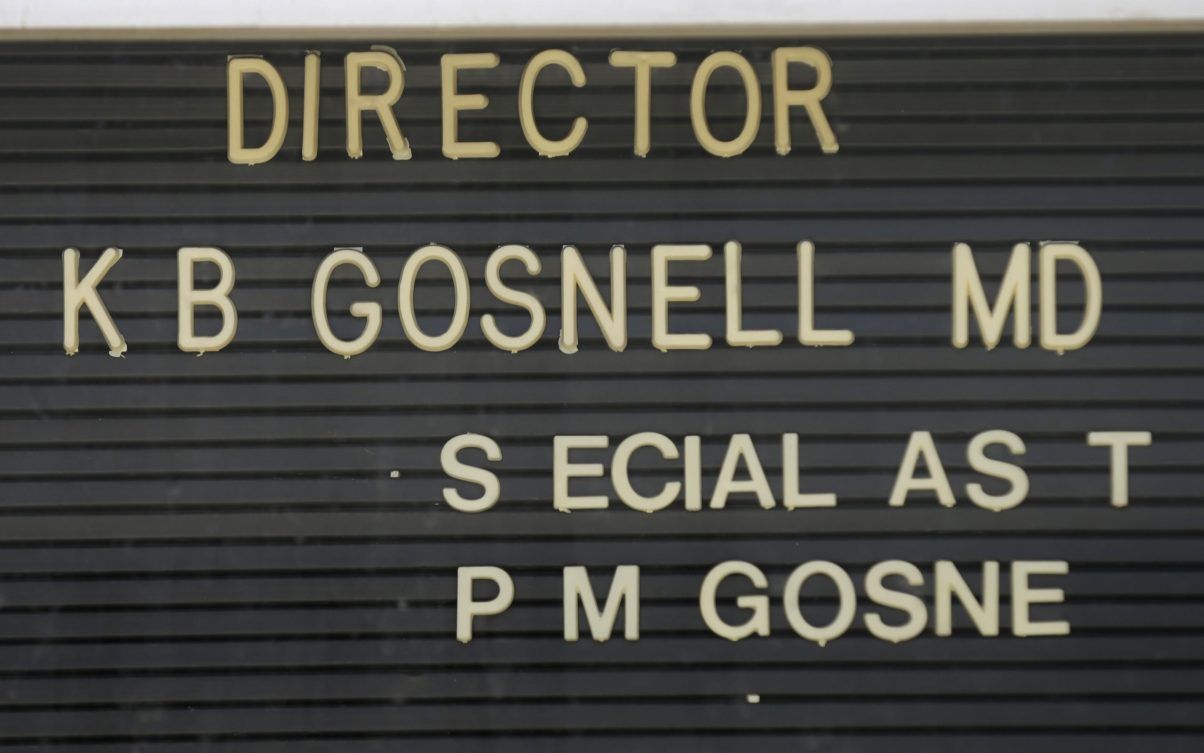 DIRECTOR
K B GOSNELL MD
S ECIAL AS T
P M GOSNE